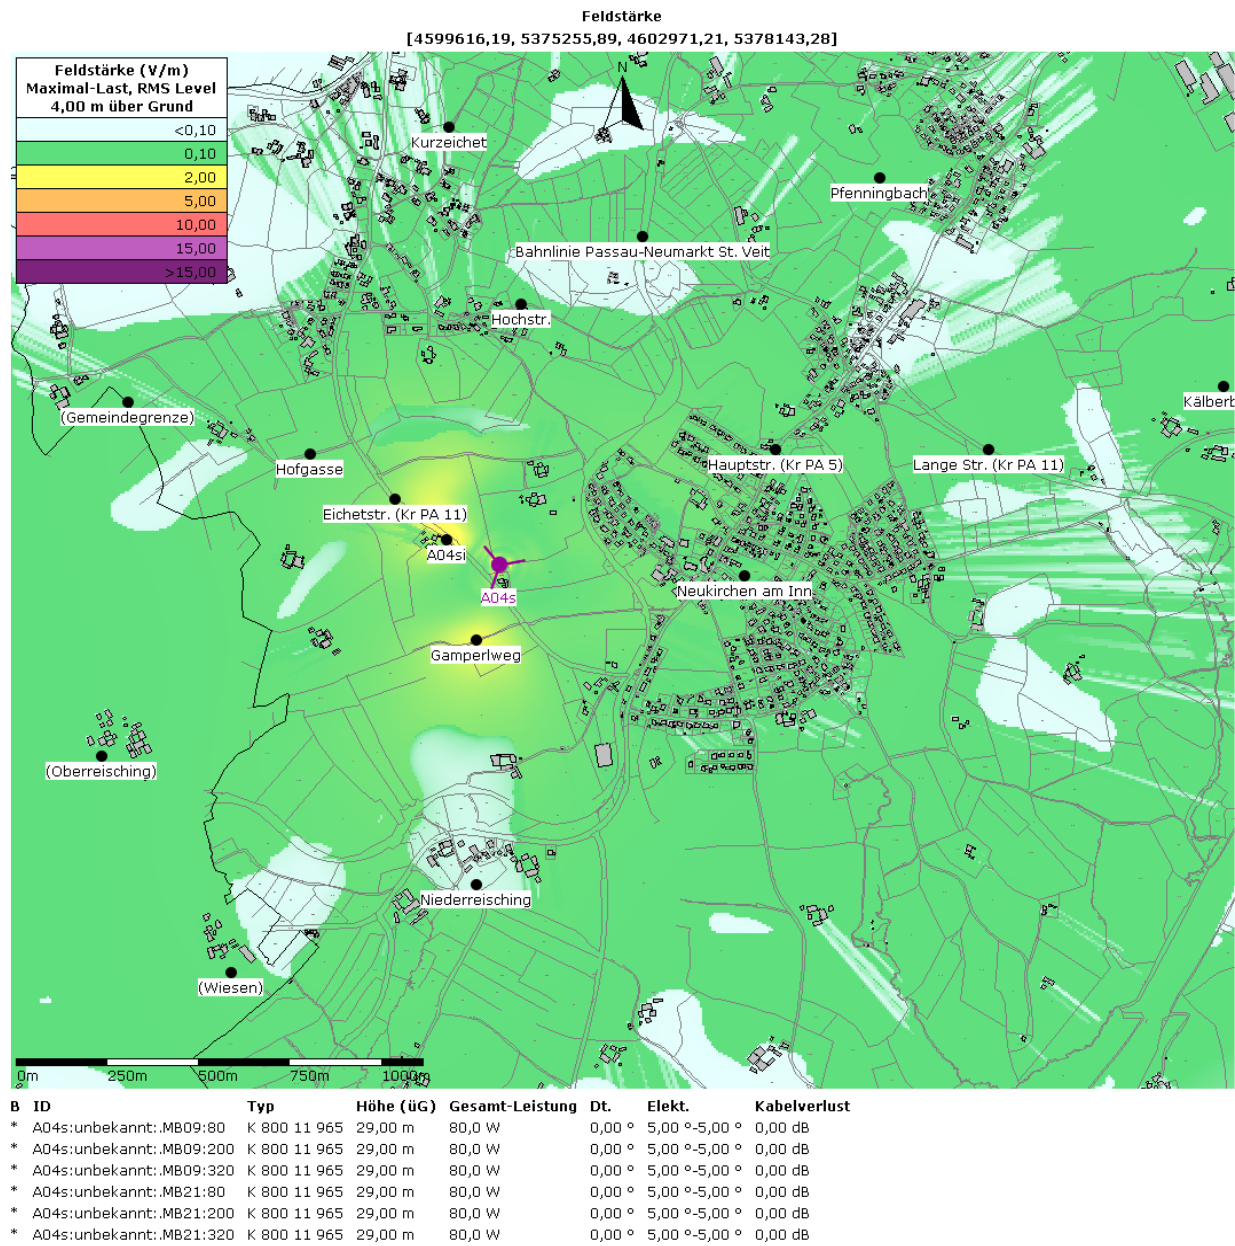 Feldstärke
[4599616,19, 5375255,89, 4602971,21, 5378143,28]
Feldstärke (V/m)
Maximal-Last, RMS Level
4,00 m über Grund
<0,10
0,10
2,00
5,00
10,00
15,00
>15,00
N
Kurzeichet
Pfenningbach
Bahnlinie Passau-Neumarkt St. Veit
Hochstr.
(Gemeindegrenze)
Kälberb
Hofgasse
Hauptstr. (Kr PA 5)
Lange Str. (Kr PA 11)
Eichetstr. (Kr PA 11)
A04si
A04s
Neukirchen am Inn
Gamperlweg
(Oberreisching)
Niederreisching
(Wiesen)
0m 250m 500m 750m 1000m
B ID Typ Höhe (üG) Gesamt-Leistung Dt. Elekt. Kabelverlust
* A04s:unbekannt:.MB09:80 K 800 11 965 29,00 m 80,0 W 0,00 ° 5,00 °-5,00 ° 0,00 dB
* A04s:unbekannt:.MB09:200 K 800 11 965 29,00 m 80,0 W 0,00 ° 5,00 °-5,00 ° 0,00 dB
* A04s:unbekannt:.MB09:320 K 800 11 965 29,00 m 80,0 W 0,00 ° 5,00 °-5,00 ° 0,00 dB
* A04s:unbekannt:.MB21:80 K 800 11 965 29,00 m 80,0 W 0,00 ° 5,00 °-5,00 ° 0,00 dB
* A04s:unbekannt:.MB21:200 K 800 11 965 29,00 m 80,0 W 0,00 ° 5,00 °-5,00 ° 0,00 dB
* A04s:unbekannt:.MB21:320 K 800 11 965 29,00 m 80,0 W 0,00 ° 5,00 °-5,00 ° 0,00 dB